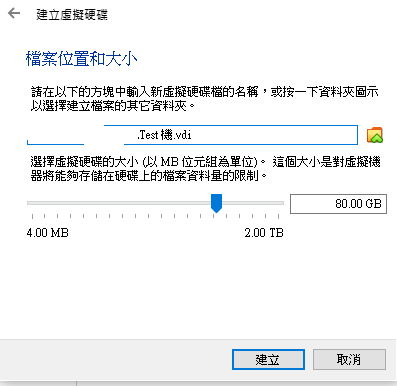 建立虛擬硬碟
檔案位置和大小
請在以下的方塊中輸入新虛擬硬碟檔的名稱，或按一下資料夾圖示
以選擇建立檔案的其它資料夾。
.Test機.vdi
選擇虛擬硬碟的大小 (以 MB 位元組為單位)。 這個大小是對虛擬機
器將能夠存儲在硬碟上的檔案資料量的限制。
80.00 GB
4.00 MB 2.00 TB
建立 取消